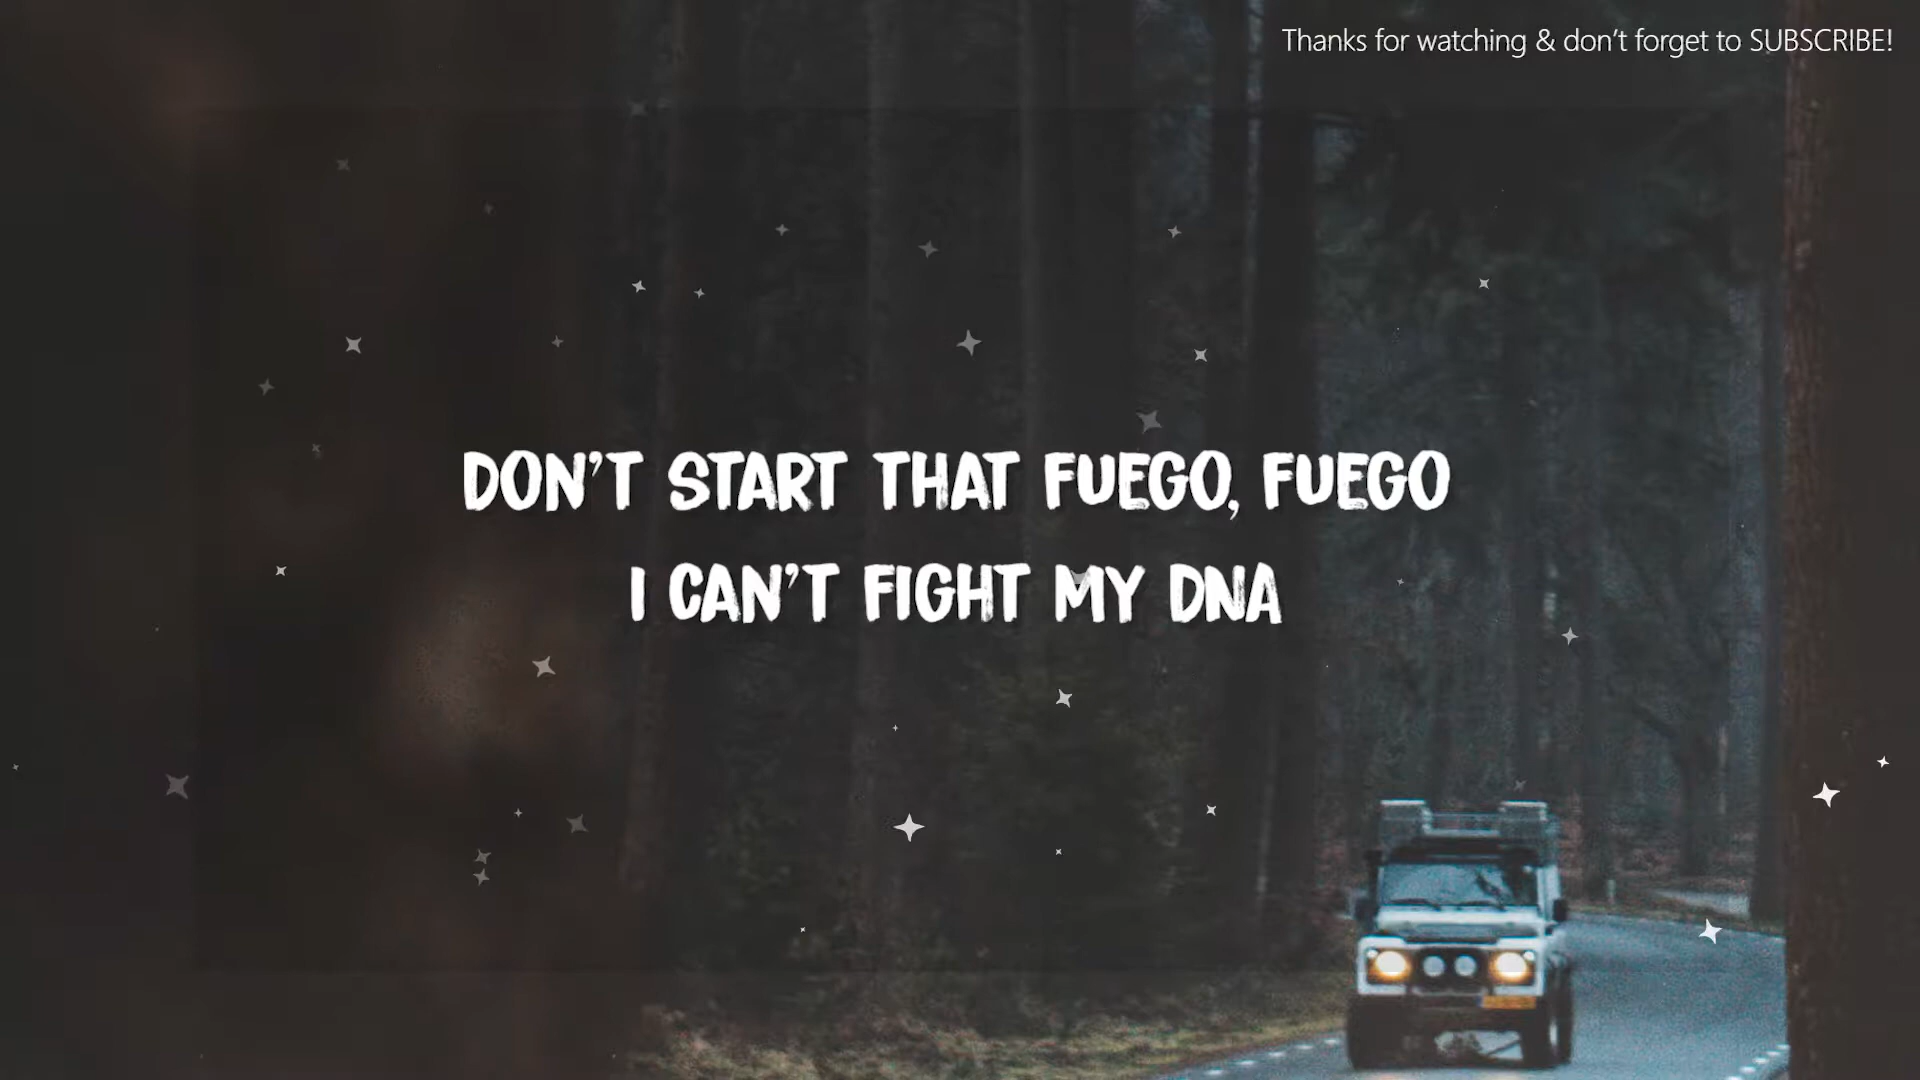 Thanks for watching & don't forget to SUBSCRIBE!
DON'T START THAT FUEGO, FUEGO
I CAN'T FIGHT MY DNA